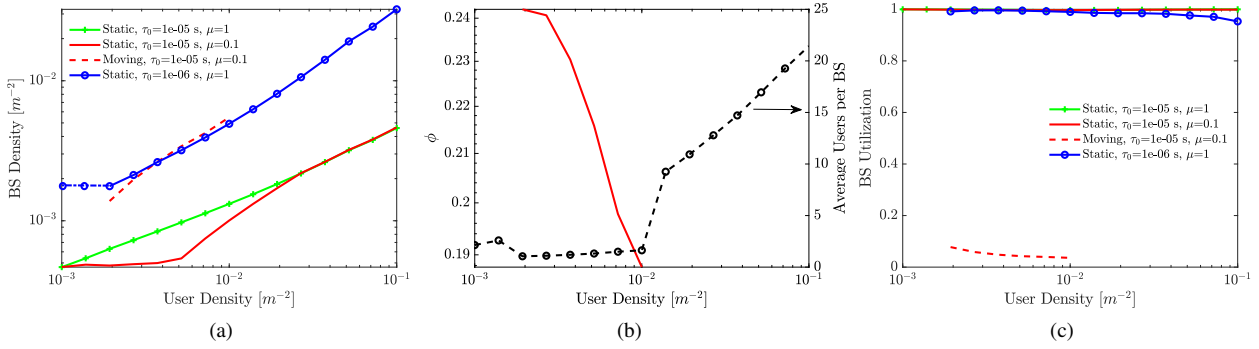 10⁻²
10⁻³
BS Density [m⁻²]
Static, τ₀=1e-05 s, μ=1
Static, τ₀=1e-05 s, μ=0.1
Moving, τ₀=1e-05 s, μ=0.1
Static, τ₀=1e-06 s, μ=1
10⁻³ 10⁻² 10⁻¹
User Density [m⁻²]
(a)
0.24
0.23
0.22
0.21
0.2
0.19
ϕ
25
20
15
10
5
0
Average Users per BS
10⁻³ 10⁻² 10⁻¹
User Density [m⁻²]
(b)
1
0.8
0.6
0.4
0.2
0
BS Utilization
Static, τ₀=1e-05 s, μ=1
Static, τ₀=1e-05 s, μ=0.1
Moving, τ₀=1e-05 s, μ=0.1
Static, τ₀=1e-06 s, μ=1
10⁻³ 10⁻² 10⁻¹
User Density [m⁻²]
(c)